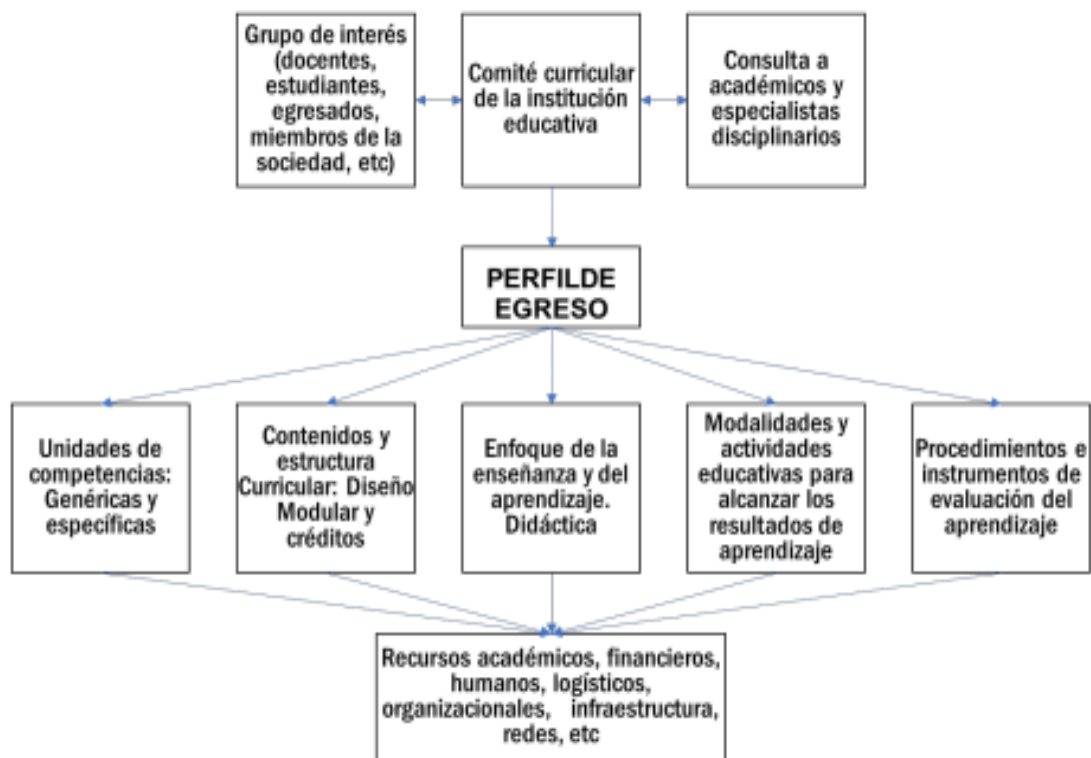 Grupo de interés
(docentes,
estudiantes,
egresados,
miembros de la
sociedad, etc)
Comité curricular
de la institución
educativa
Consulta a
académicos y
especialistas
disciplinarios
PERFILDE
EGRESO
Unidades de
competencias:
Genéricas y
específicas
Contenidos y
estructura
Curricular: Diseño
Modular y
créditos
Enfoque de la
enseñanza y del
aprendizaje.
Didáctica
Modalidades y
actividades
educativas para
alcanzar los
resultados de
aprendizaje
Procedimientos e
instrumentos de
evaluación del
aprendizaje
Recursos académicos, financieros,
humanos, logísticos,
organizacionales, infraestructura,
redes, etc